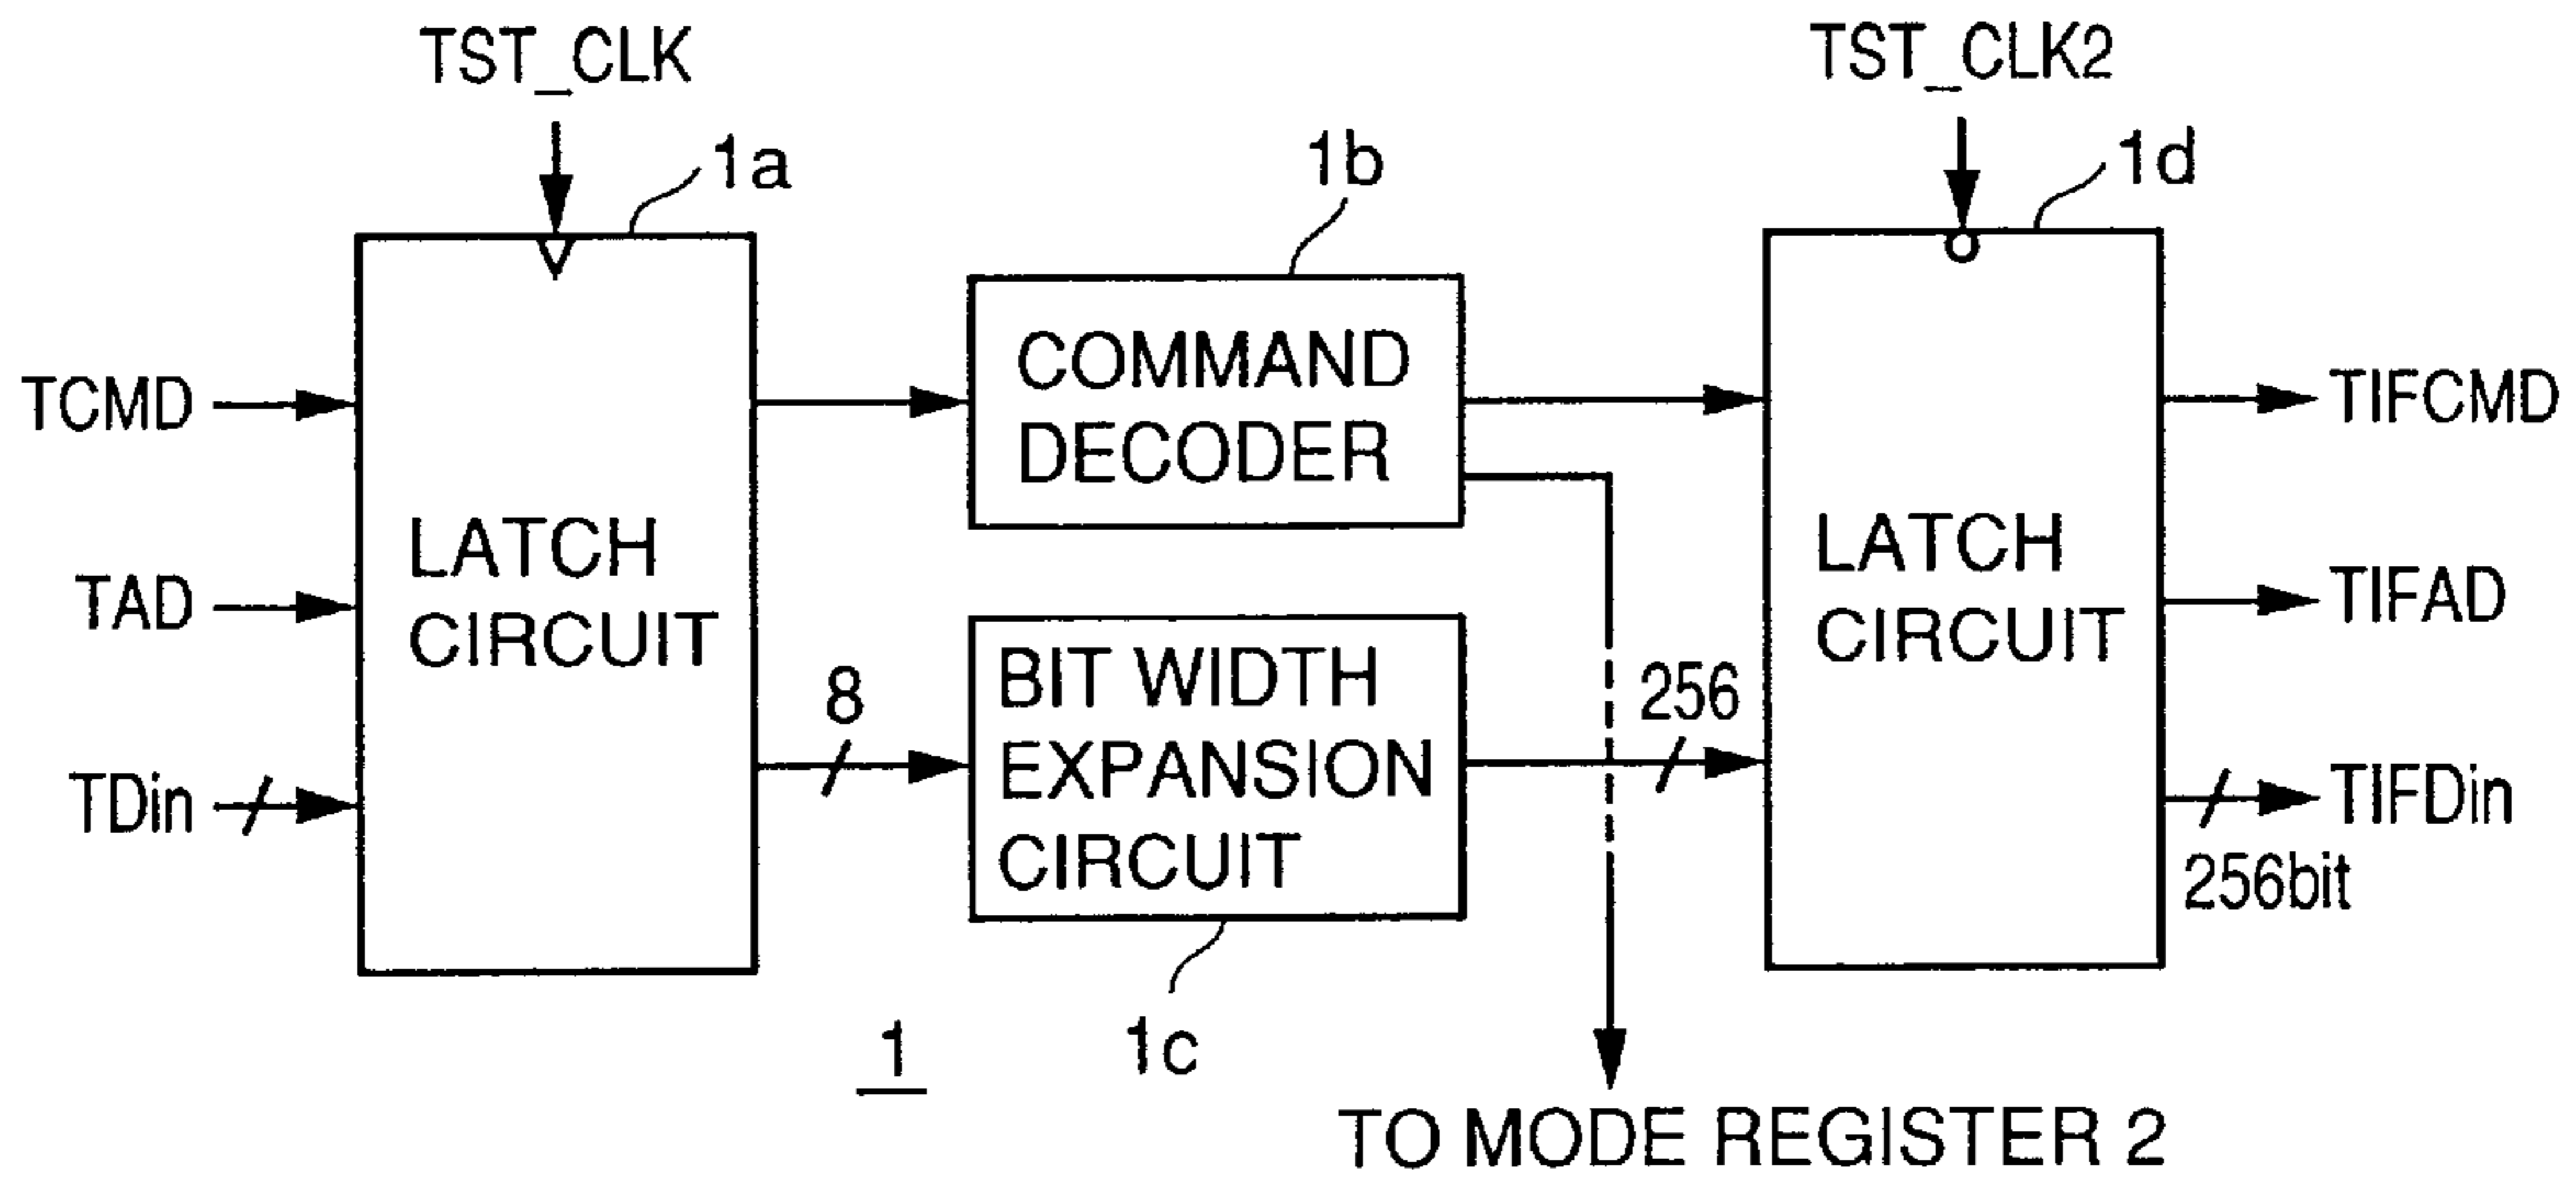 TST_CLK
TST_CLK2
1a
1b
1d
TCMD
TAD
TDin
LATCH
CIRCUIT
COMMAND
DECODER
8
BIT WIDTH
EXPANSION
CIRCUIT
256
LATCH
CIRCUIT
TIFCMD
TIFAD
TIFDin
256bit
1c
1
TO MODE REGISTER 2